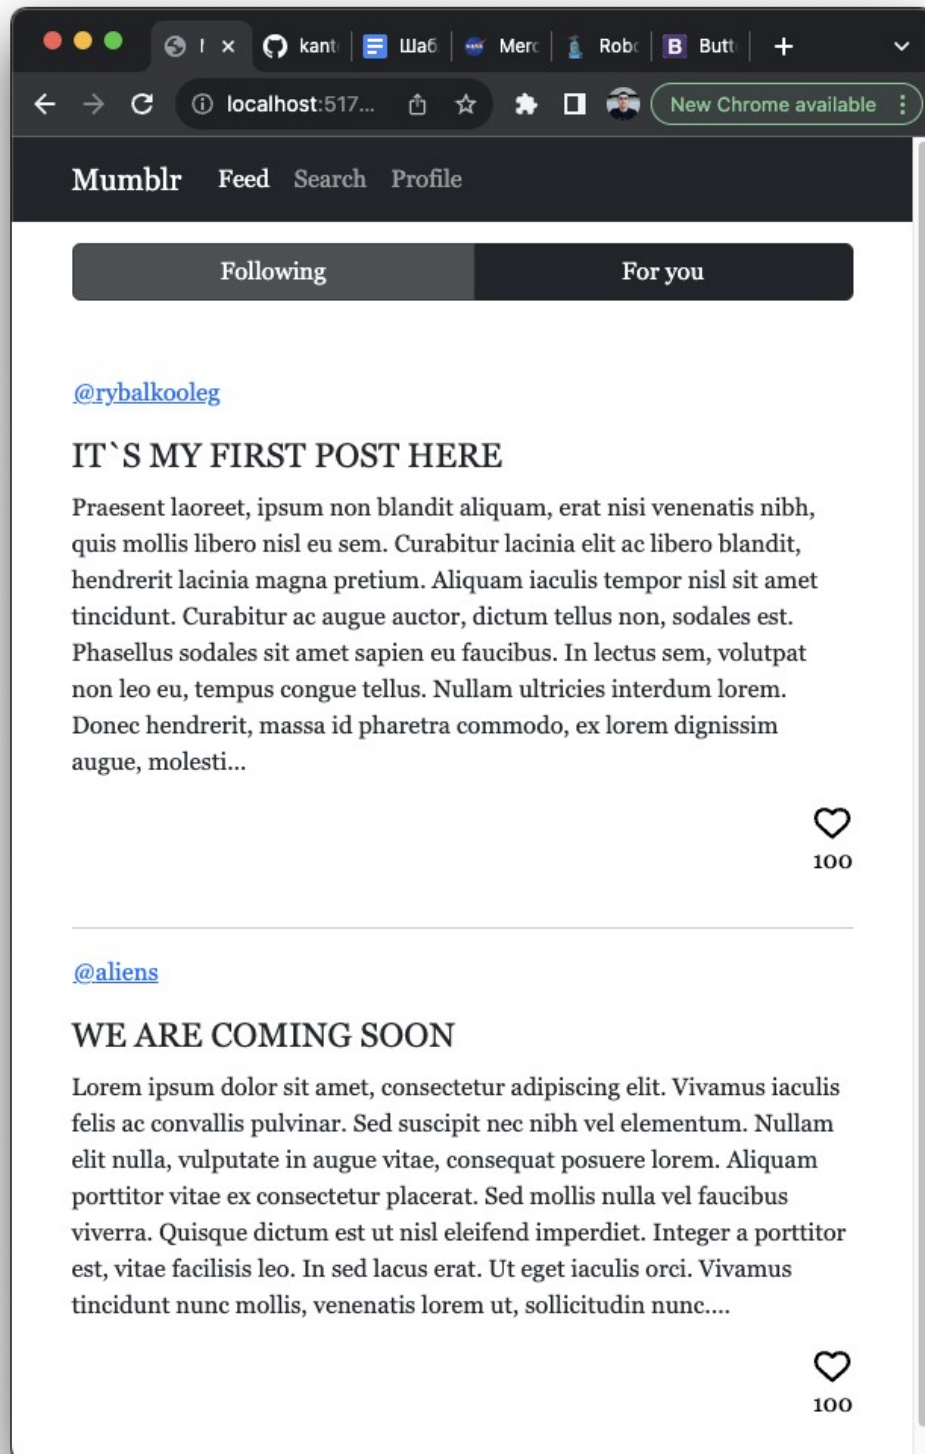 kant
Шаб
Merc
Robo
Butt
localhost:517...
New Chrome available
Mumblr Feed Search Profile
Following For you
@rybalkooleg
IT`S MY FIRST POST HERE
Praesent laoreet, ipsum non blandit aliquam, erat nisi venenatis nibh,
quis mollis libero nisl eu sem. Curabitur lacinia elit ac libero blandit,
hendrerit lacinia magna pretium. Aliquam iaculis tempor nisl sit amet
tincidunt. Curabitur ac augue auctor, dictum tellus non, sodales est.
Phasellus sodales sit amet sapien eu faucibus. In lectus sem, volutpat
non leo eu, tempus congue tellus. Nullam ultricies interdum lorem.
Donec hendrerit, massa id pharetra commodo, ex lorem dignissim
augue, molesti...
100
@aliens
WE ARE COMING SOON
Lorem ipsum dolor sit amet, consectetur adipiscing elit. Vivamus iaculis
felis ac convallis pulvinar. Sed suscipit nec nibh vel elementum. Nullam
elit nulla, vulputate in augue vitae, consequat posuere lorem. Aliquam
porttitor vitae ex consectetur placerat. Sed mollis nulla vel faucibus
viverra. Quisque dictum est ut nisl eleifend imperdiet. Integer a porttitor
est, vitae facilisis leo. In sed lacus erat. Ut eget iaculis orci. Vivamus
tincidunt nunc mollis, venenatis lorem ut, sollicitudin nunc....
100